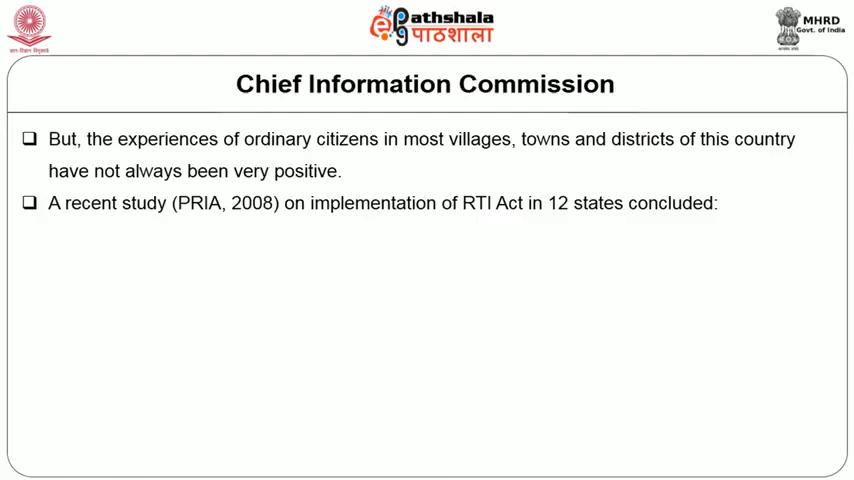 ePathshala
पाठशाला
MHRD
Govt. of India
Chief Information Commission
❑ But, the experiences of ordinary citizens in most villages, towns and districts of this country
have not always been very positive.
❑ A recent study (PRIA, 2008) on implementation of RTI Act in 12 states concluded: